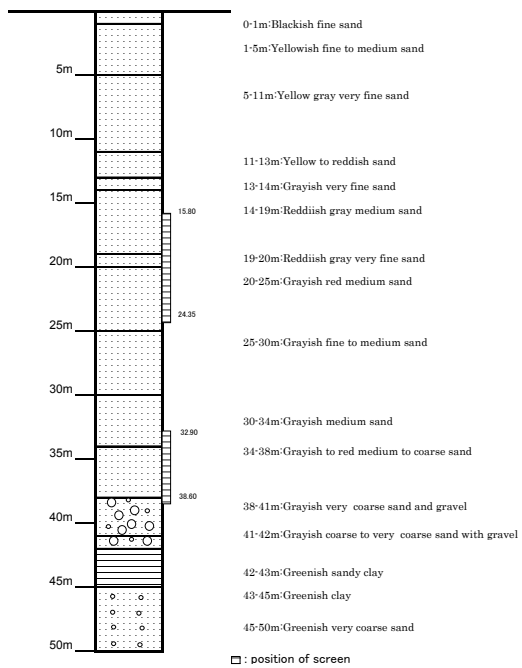 0-1m:Blackish fine sand
1-5m:Yellowish fine to medium sand
5m
5-11m:Yellow gray very fine sand
10m
11-13m:Yellow to reddish sand
13-14m:Grayish very fine sand
15m
15.80
14-19m:Reddiish gray medium sand
20m
19-20m:Reddiish gray very fine sand
20-25m:Grayish red medium sand
24.35
25m
25-30m:Grayish fine to medium sand
30m
30-34m:Grayish medium sand
32.90
34-38m:Grayish to red medium to coarse sand
35m
38.60
38-41m:Grayish very coarse sand and gravel
40m
41-42m:Grayish coarse to very coarse sand with gravel
42-43m:Greenish sandy clay
45m
43-45m:Greenish clay
45-50m:Greenish very coarse sand
50m
: position of screen